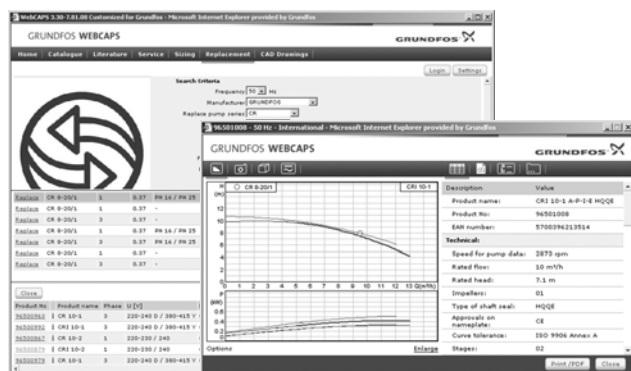 WebCAPS 3.30-7.01.08 Customized for Grundfos - Microsoft Internet Explorer provided by Grundfos
GRUNDFOS WEBCAPS
GRUNDFOS
Home Catalogue Literature Service Sizing Replacement CAD Drawings
Login Settings
Search Criteria
Frequency 50 Hz
Manufacturer GRUNDFOS
Replace pump series CR
Replace CR 8-20/1 1 0.37 PN 16 / PN 25
Replace CR 8-20/1 1 0.37 -
Replace CR 8-20/1 3 0.37 PN 16 / PN 25
Replace CR 8-20/1 3 0.37 -
Replace CR 8-20/1 1 0.37 PN 16 / PN 25
Replace CR 8-20/1 1 0.37 -
Replace CR 8-20/1 3 0.37 -
Close
Product No Product name Phase U [V]
CR 10-1 3 220-240 D / 380-415 Y
CRI 10-1 3 220-240 D / 380-415 Y
CR 10-2 1 220-230 / 240
CRI 10-2 1 220-230 / 240
CR 10-1 3 220-240 D / 380-415 Y
96501008 - 50 Hz - International - Microsoft Internet Explorer provided by Grundfos
GRUNDFOS WEBCAPS
GRUNDFOS
H
(m)
CR 8-20/1
CRI 10-1
12
10
8
6
4
2
0
0 1 2 3 4 5 6 7 8 9 10 11 12 13 Q(m³/h)
P2
(kW)
0.6
0.4
0.2
0
Options
Enlarge
Description Value
Product name: CRI 10-1 A-P-I-E HQQE
Product No: 96501008
EAN number: 5700396213514
Technical:
Speed for pump data: 2873 rpm
Rated flow: 10 m³/h
Rated head: 7.1 m
Impellers: 01
Type of shaft seal: HQQE
Approvals on nameplate: CE
Curve tolerance: ISO 9906 Annex A
Stages: 02
Print /PDF Close